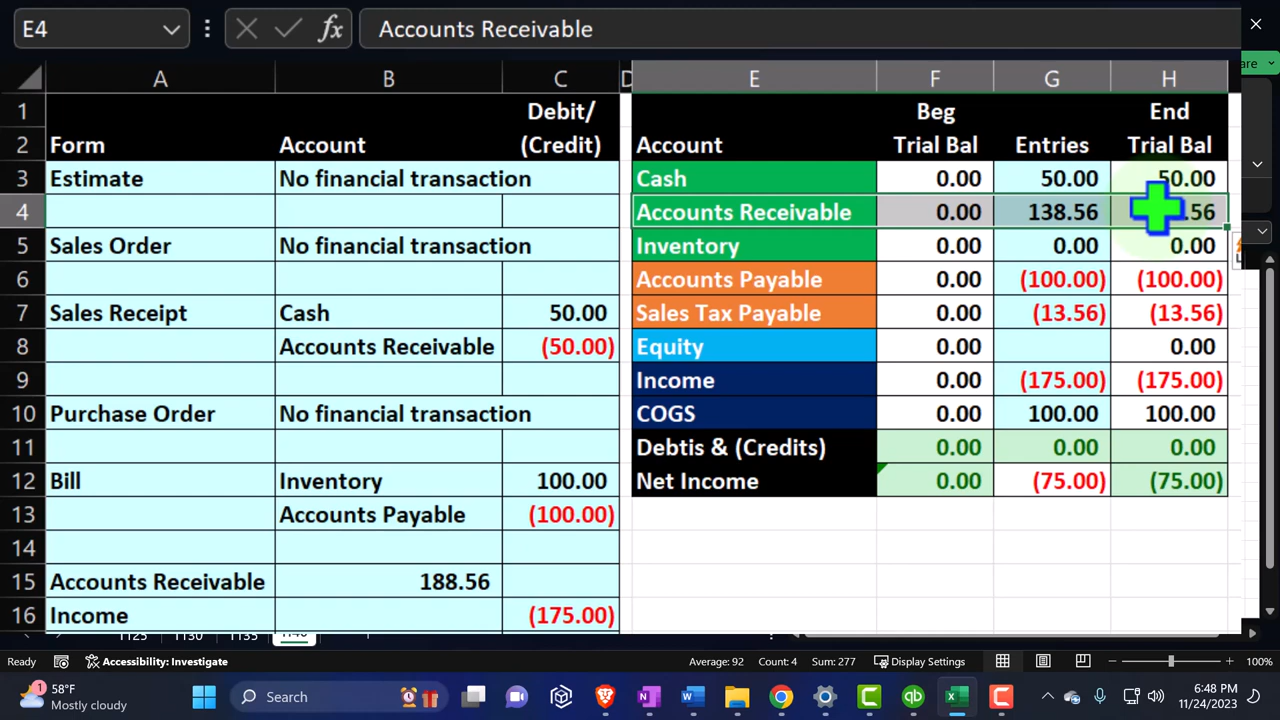 E4 fx Accounts Receivable
are
A B C D E F G H
1 Debit/ Beg End
2 Form Account (Credit) Account Trial Bal Entries Trial Bal
3 Estimate No financial transaction Cash 0.00 50.00 50.00
4 Accounts Receivable 0.00 138.56 .56
5 Sales Order No financial transaction Inventory 0.00 0.00 0.00
6 Accounts Payable 0.00 (100.00) (100.00)
7 Sales Receipt Cash 50.00 Sales Tax Payable 0.00 (13.56) (13.56)
8 Accounts Receivable (50.00) Equity 0.00 0.00
9 Income 0.00 (175.00) (175.00)
10 Purchase Order No financial transaction COGS 0.00 100.00 100.00
11 Debtis & (Credits) 0.00 0.00 0.00
12 Bill Inventory 100.00 Net Income 0.00 (75.00) (75.00)
13 Accounts Payable (100.00)
14
15 Accounts Receivable 188.56
16 Income (175.00)
1125 1130 1135 1140
Ready Accessibility: Investigate Average: 92 Count: 4 Sum: 277 Display Settings 100%
1 58°F Search 6:48 PM
Mostly cloudy 11/24/2023